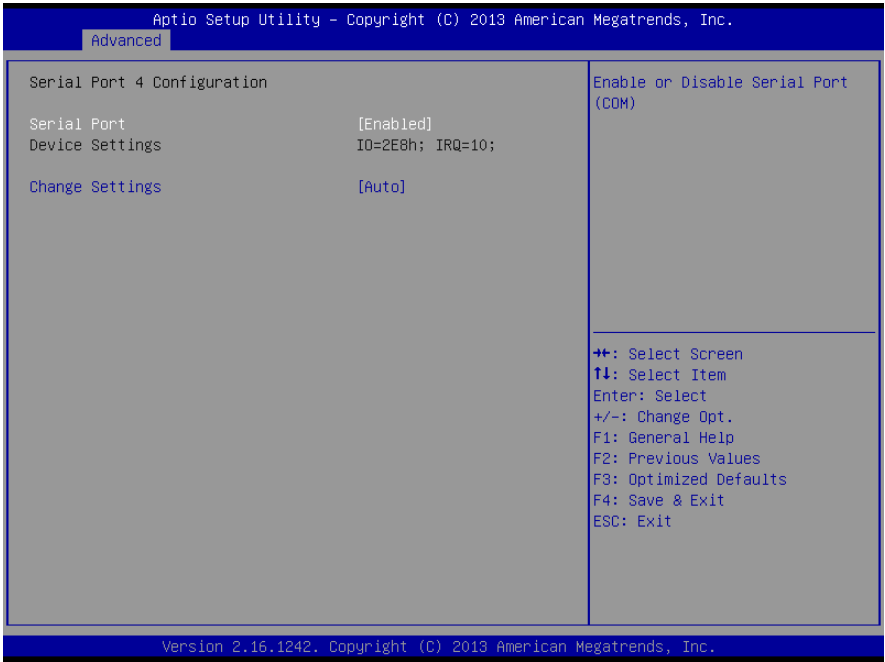 Aptio Setup Utility – Copyright (C) 2013 American Megatrends, Inc.
Advanced
Serial Port 4 Configuration
Serial Port [Enabled]
Device Settings IO=2E8h; IRQ=10;
Change Settings [Auto]
Enable or Disable Serial Port
(COM)
→←: Select Screen
↑↓: Select Item
Enter: Select
+/-: Change Opt.
F1: General Help
F2: Previous Values
F3: Optimized Defaults
F4: Save & Exit
ESC: Exit
Version 2.16.1242. Copyright (C) 2013 American Megatrends, Inc.